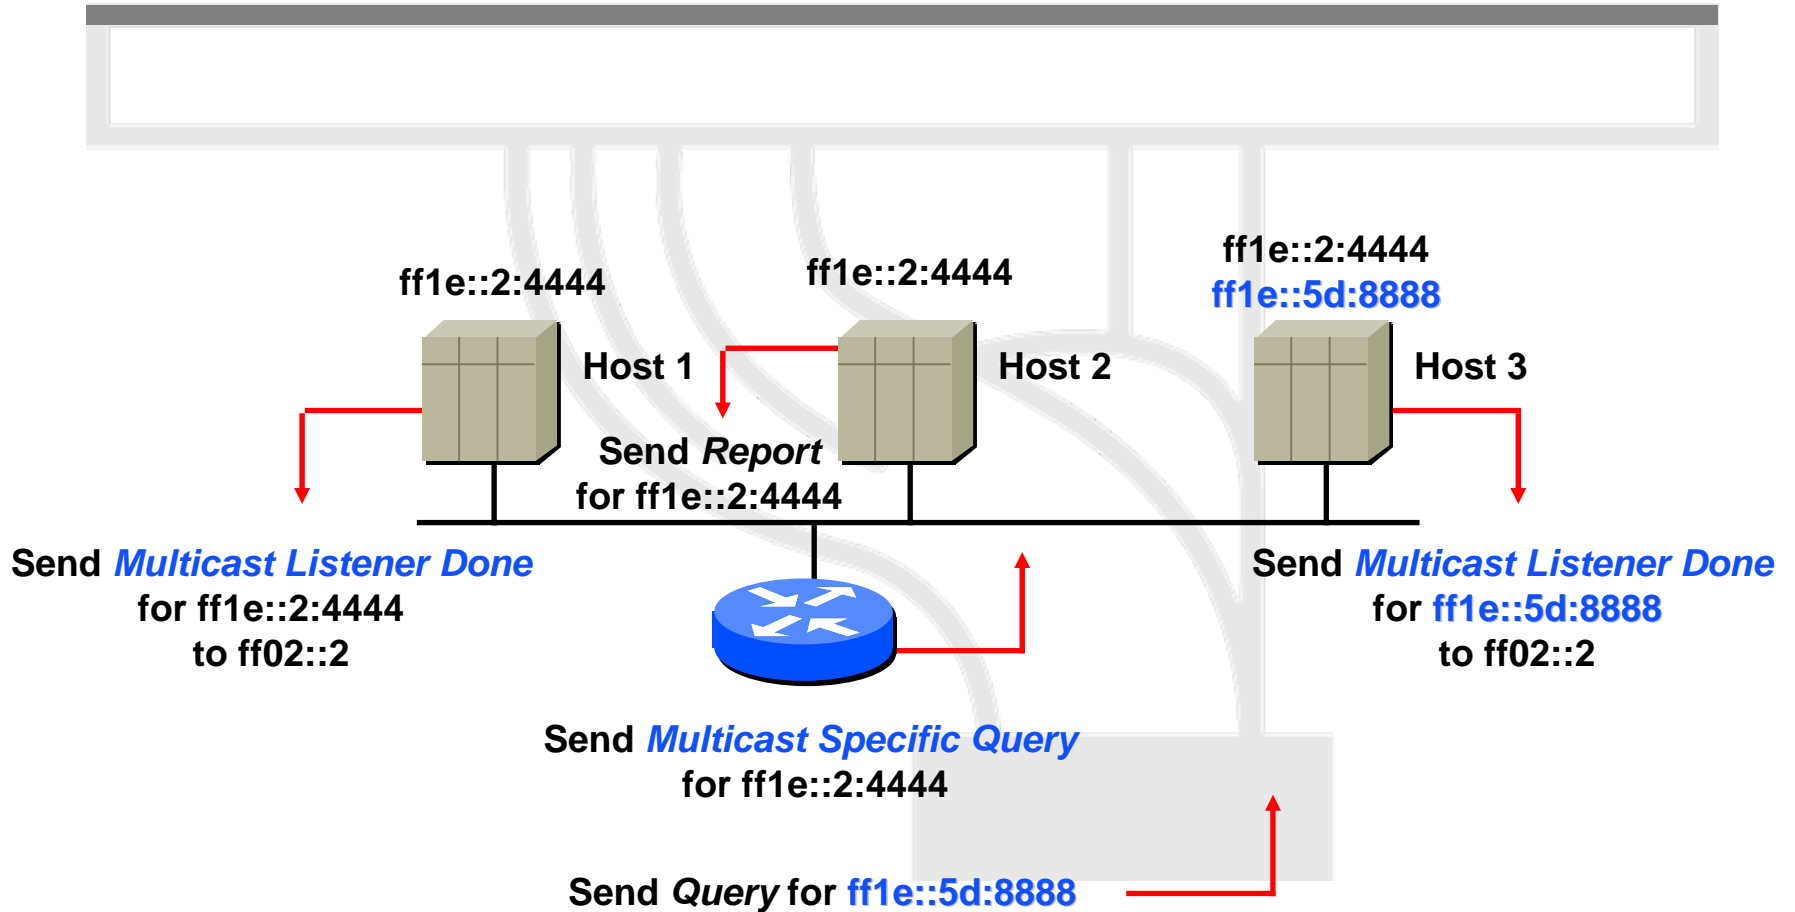 ff1e::2:4444
ff1e::2:4444
ff1e::2:4444
ff1e::5d:8888
Host 1
Host 2
Host 3
Send Report
for ff1e::2:4444
Send Multicast Listener Done
for ff1e::2:4444
to ff02::2
Send Multicast Listener Done
for ff1e::5d:8888
to ff02::2
Send Multicast Specific Query
for ff1e::2:4444
Send Query for ff1e::5d:8888